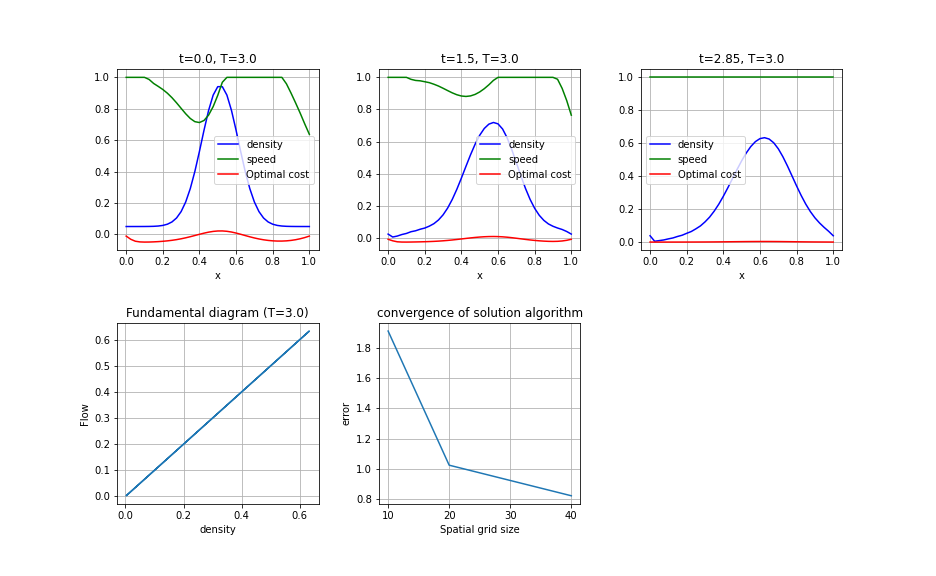 t=0.0, T=3.0
1.0
0.8
0.6
0.4
0.2
0.0
density
speed
Optimal cost
0.0 0.2 0.4 0.6 0.8 1.0
x
t=1.5, T=3.0
1.0
0.8
0.6
0.4
0.2
0.0
density
speed
Optimal cost
0.0 0.2 0.4 0.6 0.8 1.0
x
t=2.85, T=3.0
1.0
0.8
0.6
0.4
0.2
0.0
density
speed
Optimal cost
0.0 0.2 0.4 0.6 0.8 1.0
x
Fundamental diagram (T=3.0)
Flow
0.6
0.5
0.4
0.3
0.2
0.1
0.0
0.0 0.2 0.4 0.6
density
convergence of solution algorithm
error
1.8
1.6
1.4
1.2
1.0
0.8
10 20 30 40
Spatial grid size